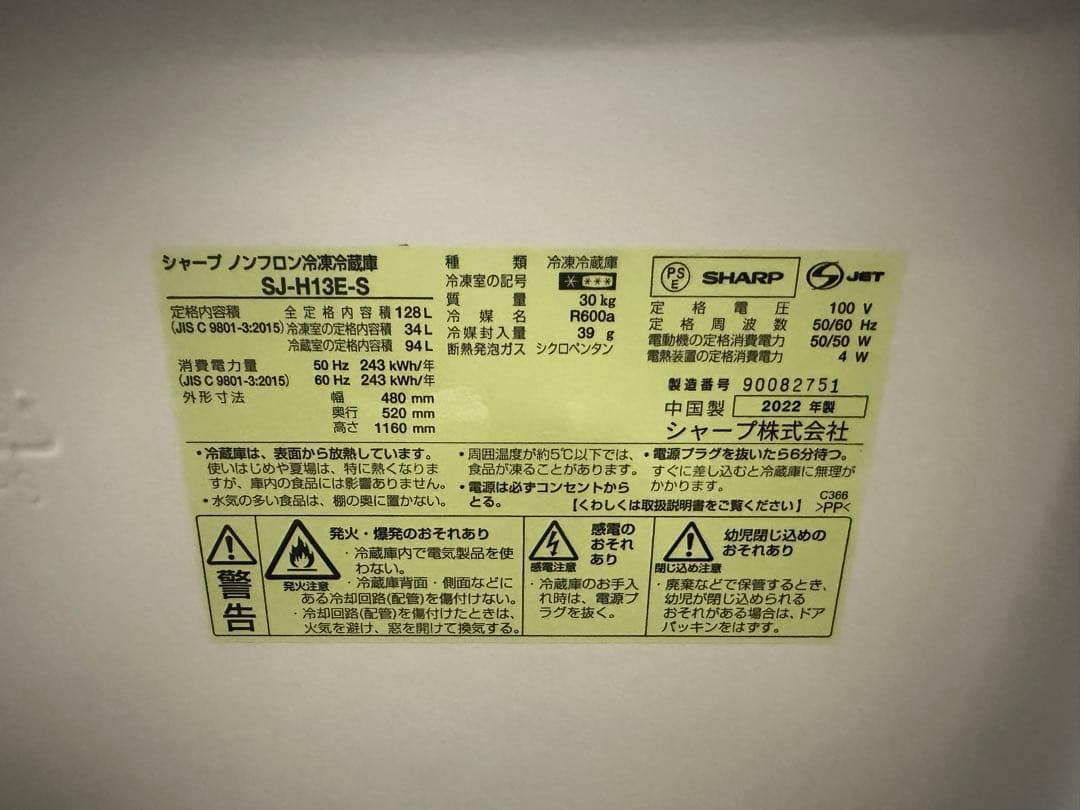 シャープ ノンフロン冷凍冷蔵庫
SJ-H13E-S
定格内容積 全定格内容積 128 L
(JIS C 9801-3:2015) 冷凍室の定格内容積 34 L
冷蔵室の定格内容積 94 L
消費電力量 50 Hz 243 kWh/年
(JIS C 9801-3:2015) 60 Hz 243 kWh/年
外形寸法 幅 480 mm
奥行 520 mm
高さ 1160 mm
種類 冷凍冷蔵庫
冷凍室の記号
質量 30 kg
冷媒名 R600a
冷媒封入量 39 g
断熱発泡ガス シクロペンタン
PSE SHARP JET
定格電圧 100 V
定格周波数 50/60 Hz
電動機の定格消費電力 50/50 W
電熱装置の定格消費電力 4 W
製造番号 90082751
中国製 2022 年製
シャープ株式会社
・冷蔵庫は、表面から放熱しています。
使いはじめや夏場は、特に熱くなりま
すが、庫内の食品には影響ありません。
・水気の多い食品は、棚の奥に置かない。
・周囲温度が約5℃以下では、
食品が凍ることがあります。
・電源は必ずコンセントから
とる。
・電源プラグを抜いたら6分待つ。
すぐに差し込むと冷蔵庫に無理が
かかります。
【くわしくは取扱説明書をご覧ください】
C366
>PP<
警告
発火注意
発火・爆発のおそれあり
・冷蔵庫内で電気製品を使
わない。
・冷蔵庫背面・側面などに
ある冷却回路(配管)を傷付けない。
・冷却回路(配管)を傷付けたときは、
火気を避け、窓を開けて換気する。
感電注意
感電の
おそれ
あり
・冷蔵庫のお手入
れ時は、電源プ
ラグを抜く。
閉じ込め注意
幼児閉じ込めの
おそれあり
・廃棄などで保管するとき、
幼児が閉じ込められる
おそれがある場合は、ドア
パッキンをはずす。